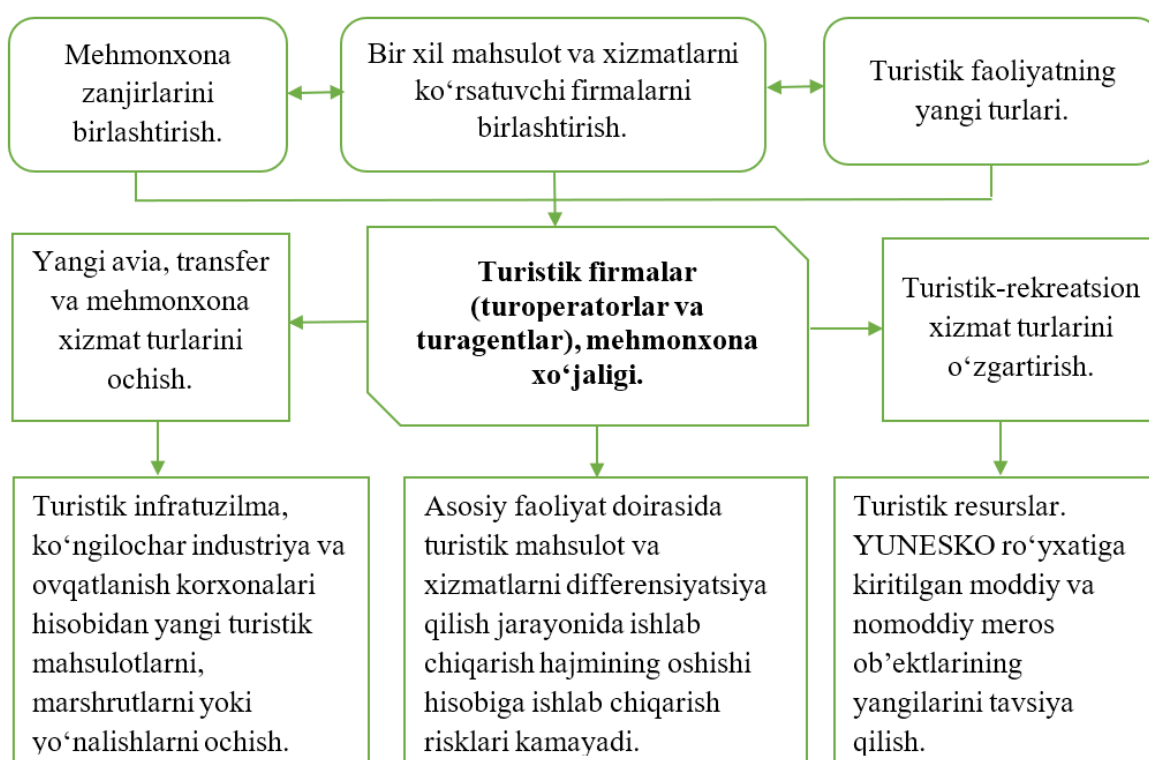 Mehmonxona
zanjirlarini
birlashtirish.
Bir xil mahsulot va xizmatlarni
ko‘rsatuvchi firmalarni
birlashtirish.
Turistik faoliyatning
yangi turlari.
Yangi avia, transfer
va mehmonxona
xizmat turlarini
ochish.
Turistik firmalar
(turoperatorlar va
turagentlar), mehmonxona
xo‘jaligi.
Turistik-rekreatsion
xizmat turlarini
o‘zgartirish.
Turistik infratuzilma,
ko‘ngilochar industriya va
ovqatlanish korxonalari
hisobidan yangi turistik
mahsulotlarni,
marshrutlarni yoki
yo‘nalishlarni ochish.
Asosiy faoliyat doirasida
turistik mahsulot va
xizmatlarni differensiyatsiya
qilish jarayonida ishlab
chiqarish hajmining oshishi
hisobiga ishlab chiqarish
risklari kamayadi.
Turistik resurslar.
YUNESKO ro‘yxatiga
kiritilgan moddiy va
nomoddiy meros
ob’ektlarining
yangilarini tavsiya
qilish.